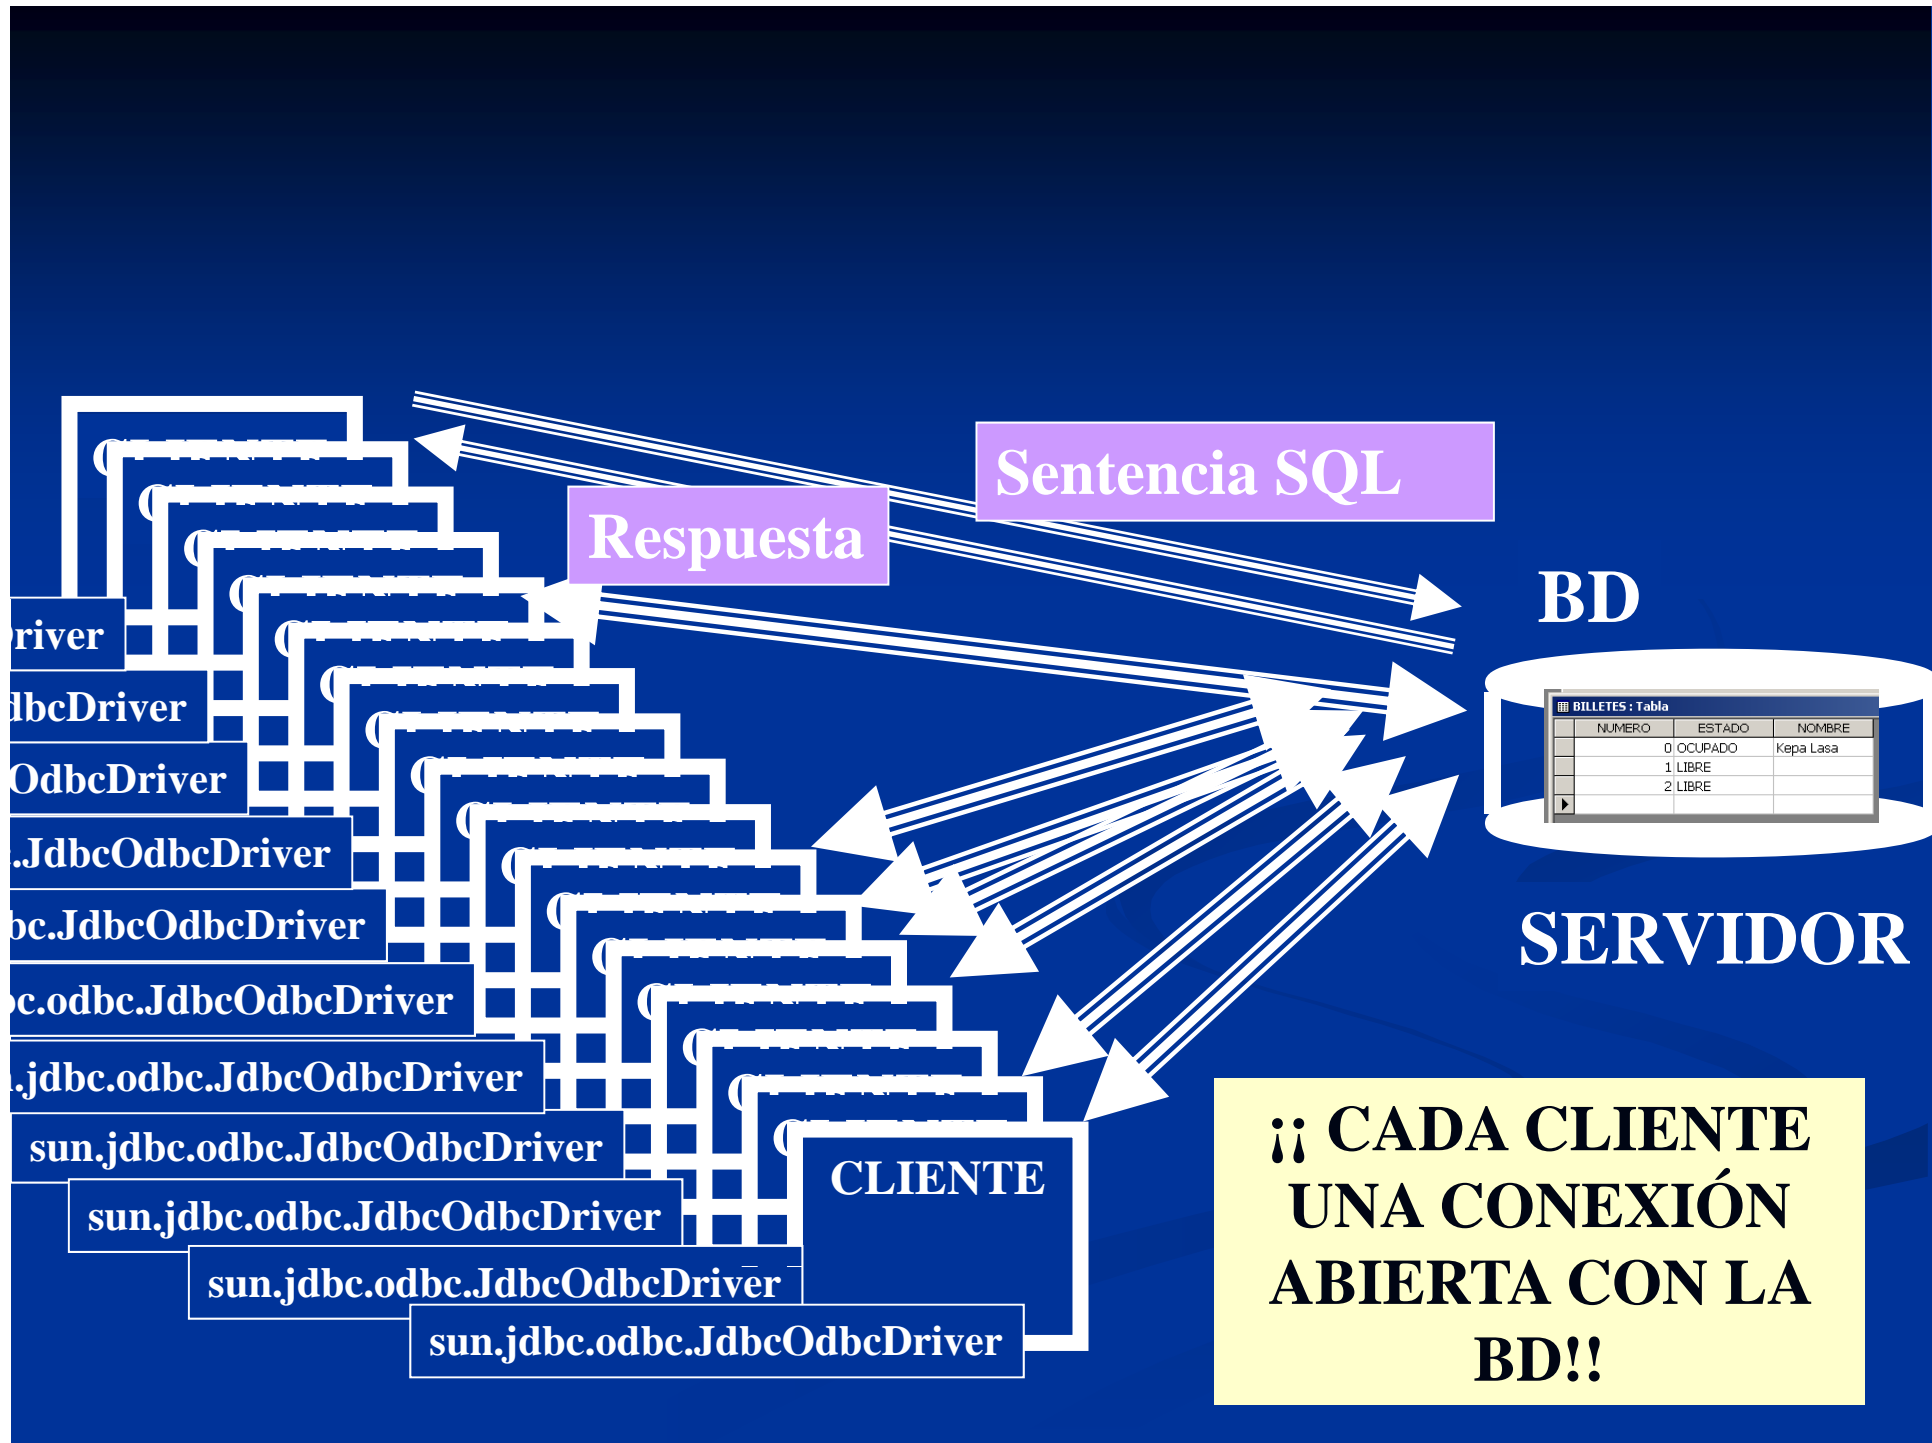 Sentencia SQL
Respuesta
BD
BILLETES : Tabla
NUMERO ESTADO NOMBRE
0 OCUPADO Kepa Lasa
1 LIBRE
2 LIBRE
SERVIDOR
river
dbcDriver
OdbcDriver
.JdbcOdbcDriver
bc.JdbcOdbcDriver
c.odbc.JdbcOdbcDriver
.jdbc.odbc.JdbcOdbcDriver
sun.jdbc.odbc.JdbcOdbcDriver
sun.jdbc.odbc.JdbcOdbcDriver
sun.jdbc.odbc.JdbcOdbcDriver
sun.jdbc.odbc.JdbcOdbcDriver
CLIENTE
¡¡ CADA CLIENTE
UNA CONEXIÓN
ABIERTA CON LA
BD!!